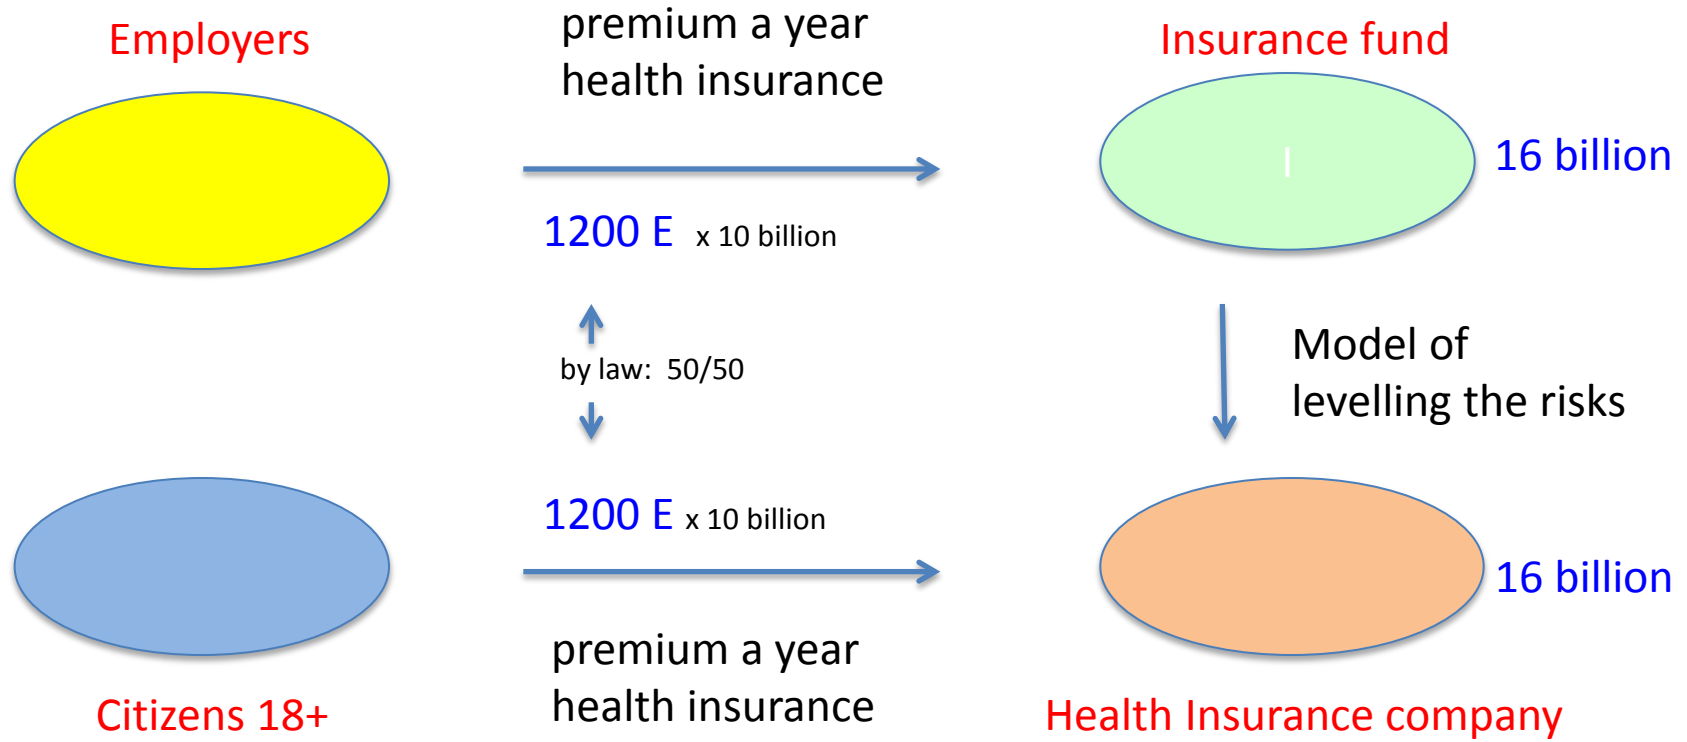 Employers
premium a year
health insurance
Insurance fund
16 billion
1200 E x 10 billion
by law: 50/50
Model of
levelling the risks
1200 E x 10 billion
16 billion
premium a year
health insurance
Citizens 18+
Health Insurance company